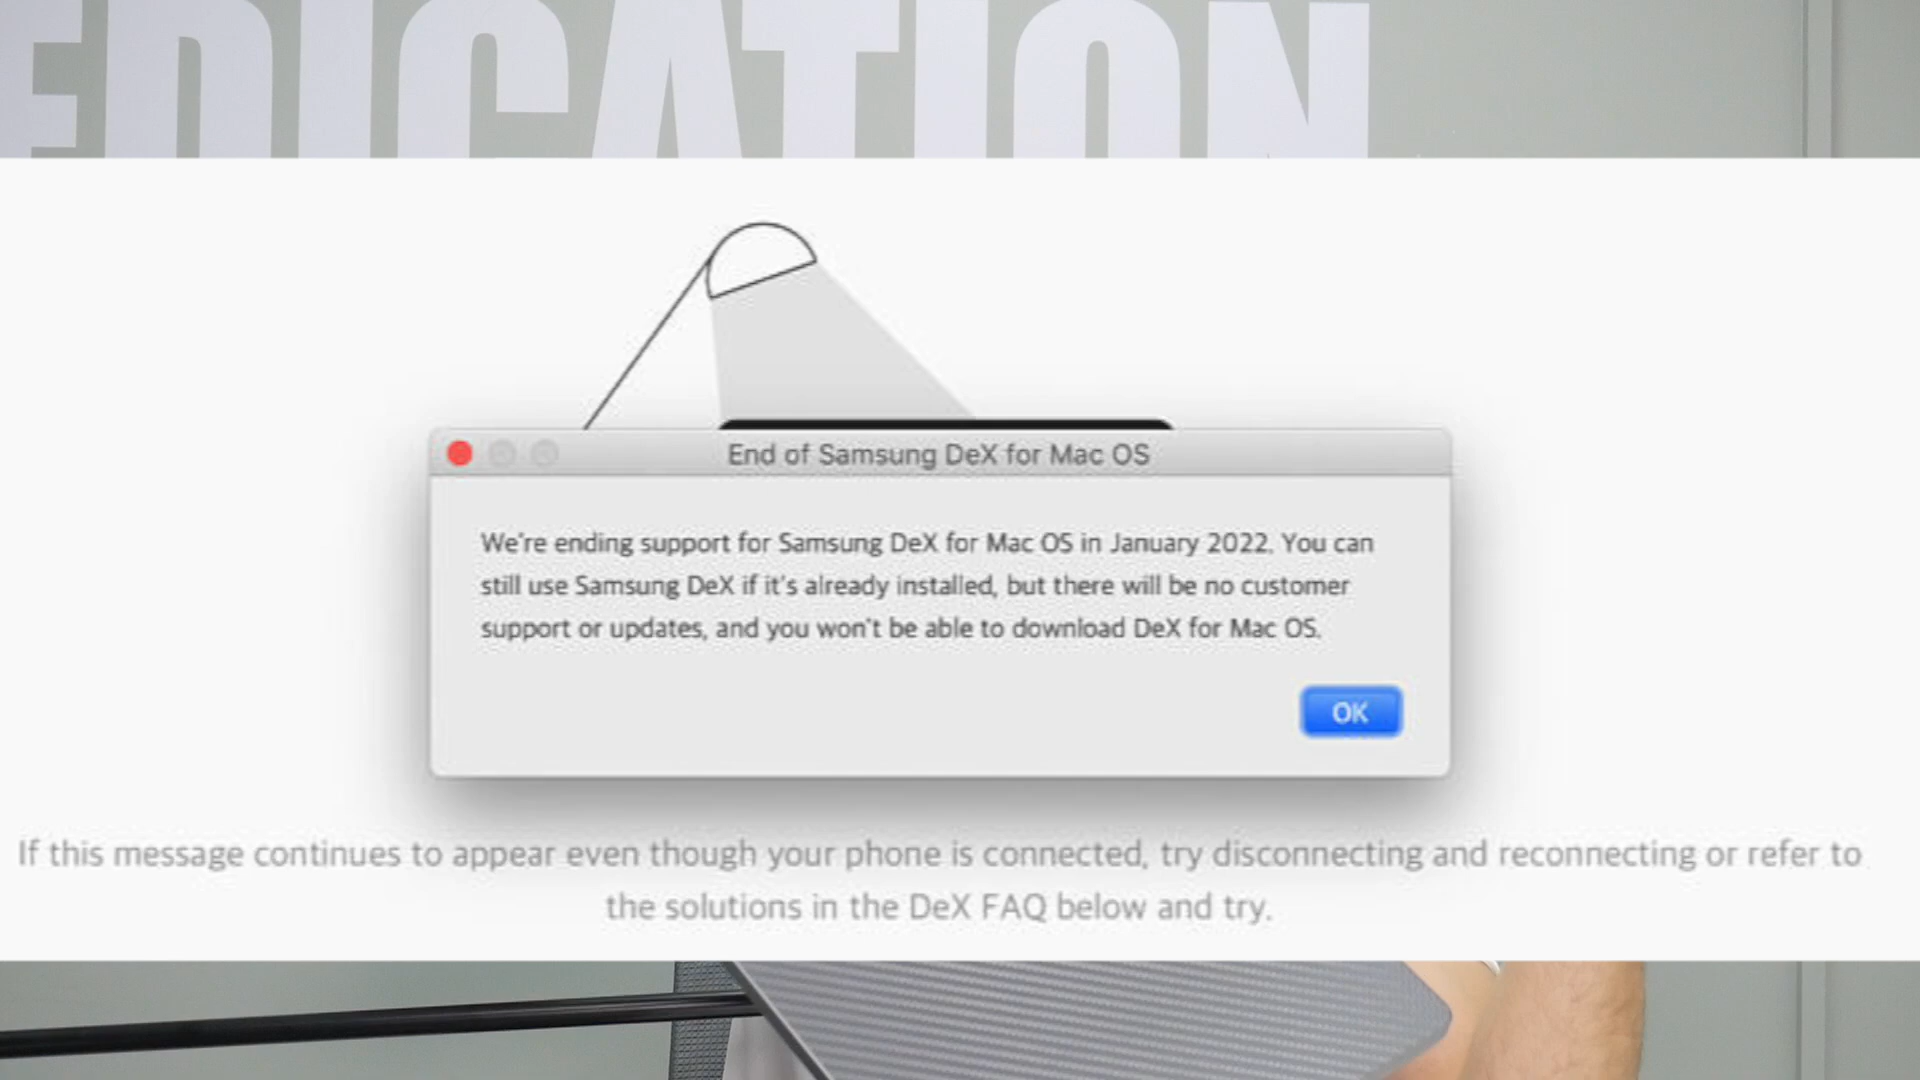 EDICATION
End of Samsung DeX for Mac OS
We're ending support for Samsung DeX for Mac OS in January 2022. You can
still use Samsung DeX if it's already installed, but there will be no customer
support or updates, and you won't be able to download DeX for Mac OS.
OK
If this message continues to appear even though your phone is connected, try disconnecting and reconnecting or refer to
the solutions in the DeX FAQ below and try.